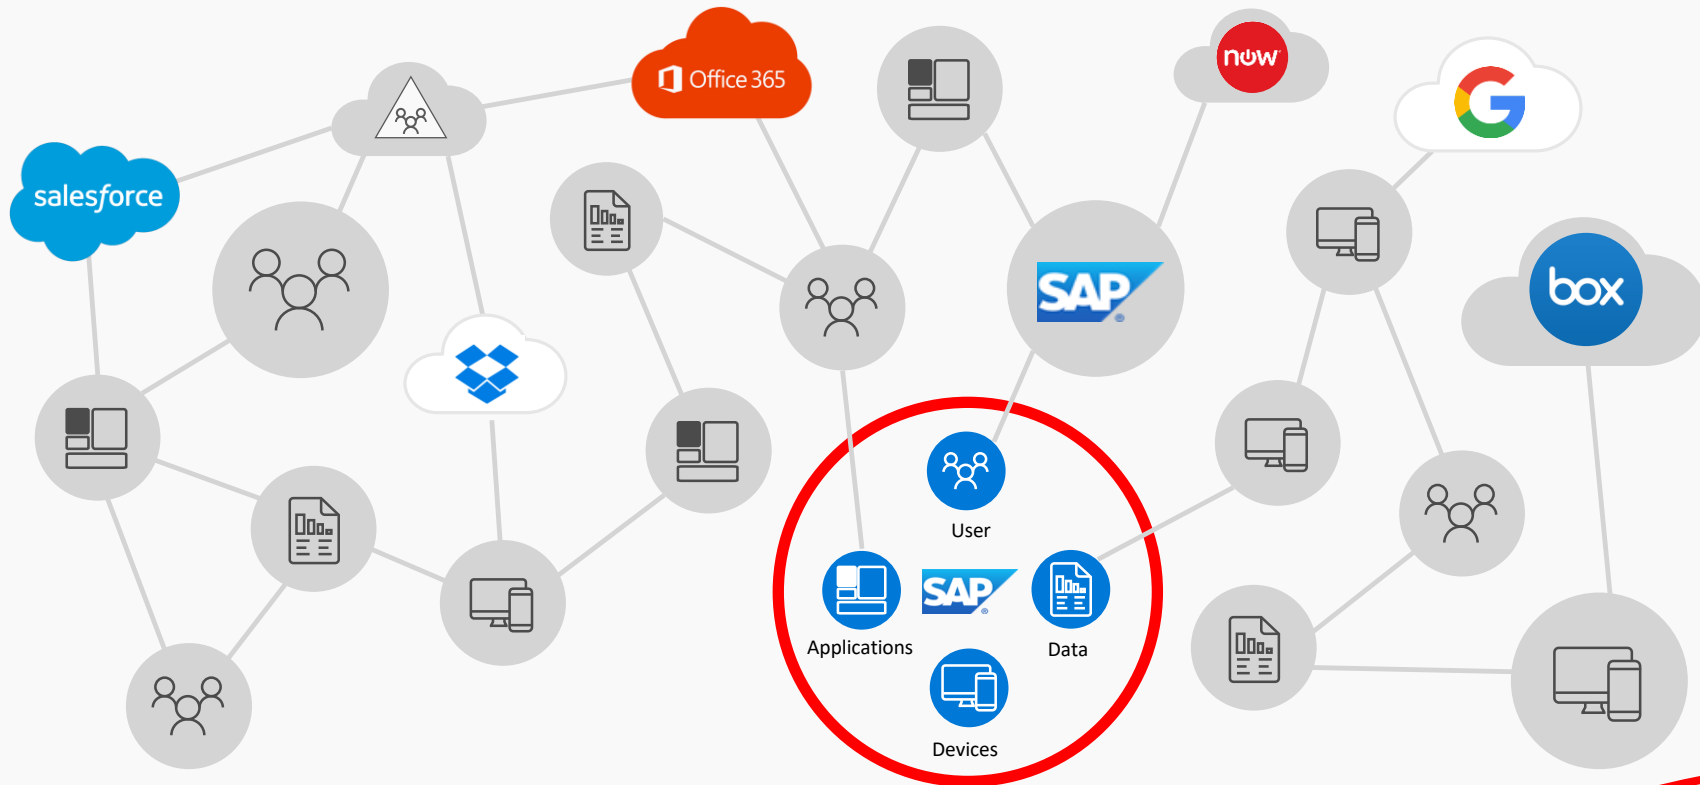 Office 365
now
salesforce
SAP
®
box
User
SAP
®
Applications
Data
Devices